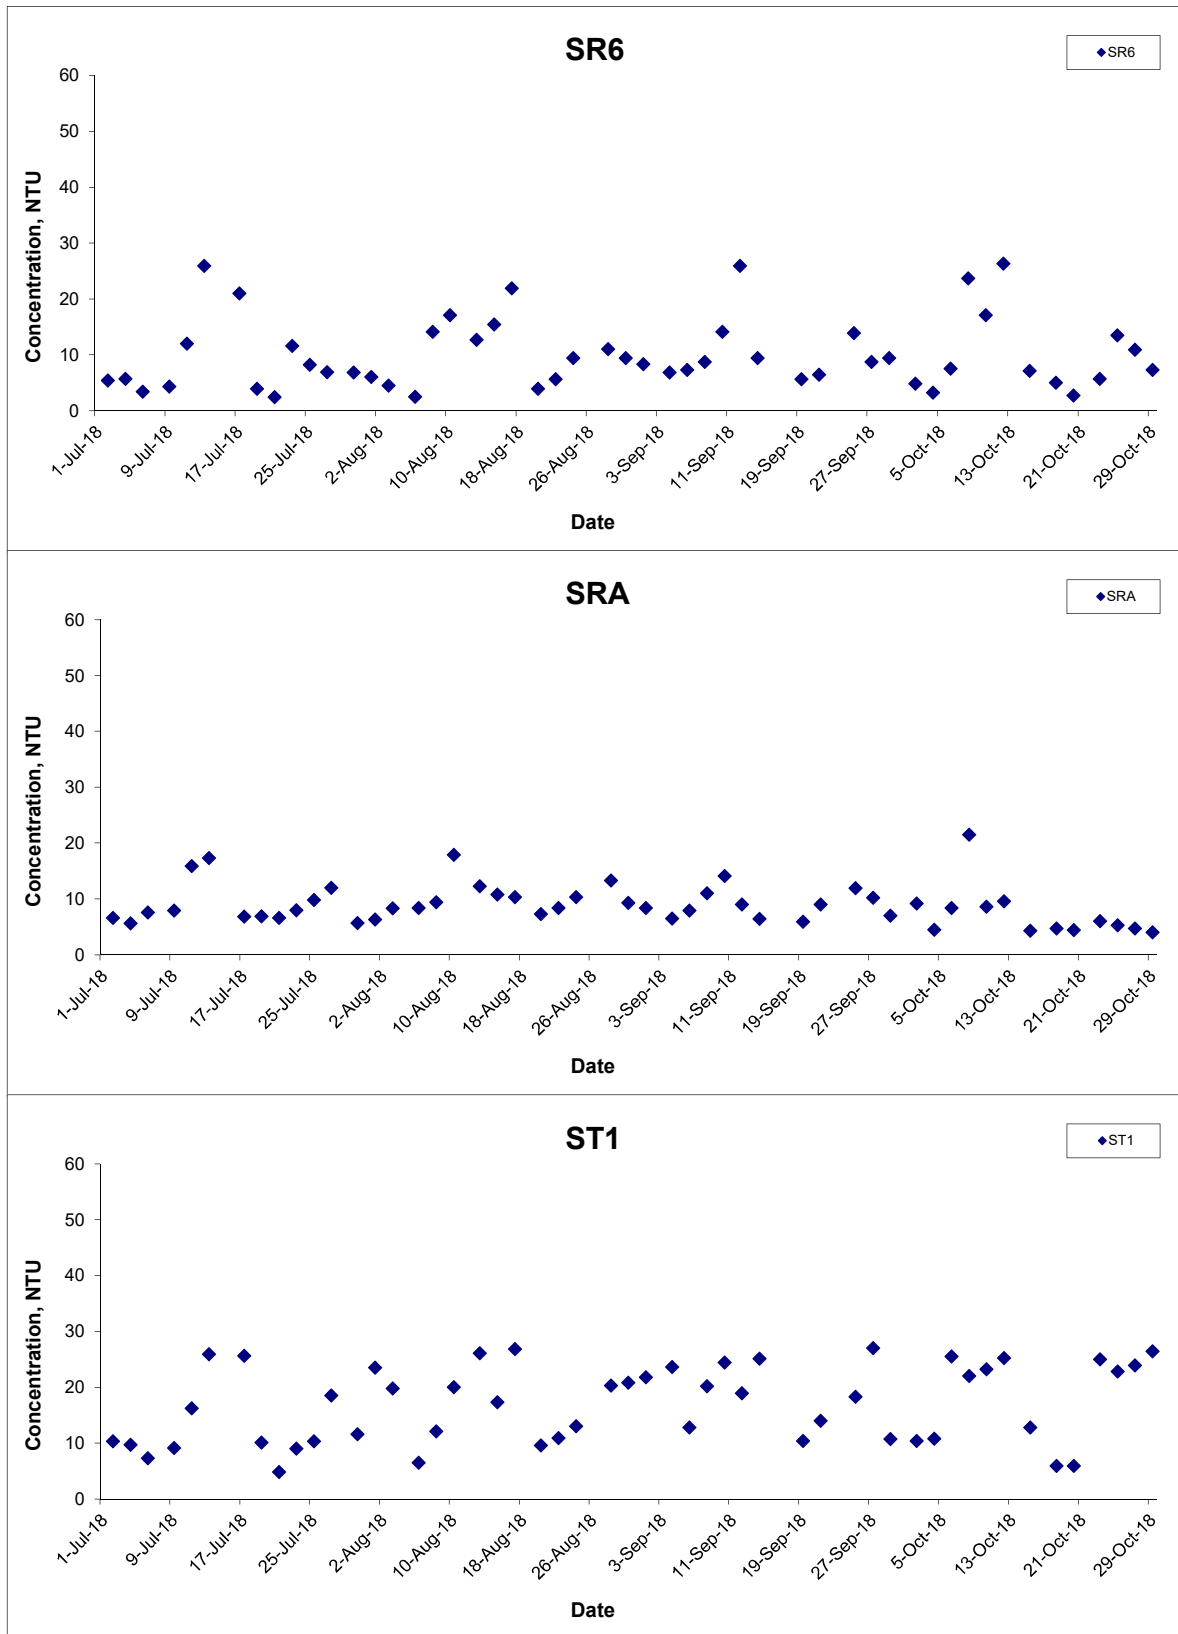 SR6
SR6
60
50
40
30
20
10
0
Concentration, NTU
1-Jul-18
9-Jul-18
17-Jul-18
25-Jul-18
2-Aug-18
10-Aug-18
18-Aug-18
26-Aug-18
3-Sep-18
11-Sep-18
19-Sep-18
27-Sep-18
5-Oct-18
13-Oct-18
21-Oct-18
29-Oct-18
Date
SRA
SRA
60
50
40
30
20
10
0
Concentration, NTU
1-Jul-18
9-Jul-18
17-Jul-18
25-Jul-18
2-Aug-18
10-Aug-18
18-Aug-18
26-Aug-18
3-Sep-18
11-Sep-18
19-Sep-18
27-Sep-18
5-Oct-18
13-Oct-18
21-Oct-18
29-Oct-18
Date
ST1
ST1
60
50
40
30
20
10
0
Concentration, NTU
1-Jul-18
9-Jul-18
17-Jul-18
25-Jul-18
2-Aug-18
10-Aug-18
18-Aug-18
26-Aug-18
3-Sep-18
11-Sep-18
19-Sep-18
27-Sep-18
5-Oct-18
13-Oct-18
21-Oct-18
29-Oct-18
Date